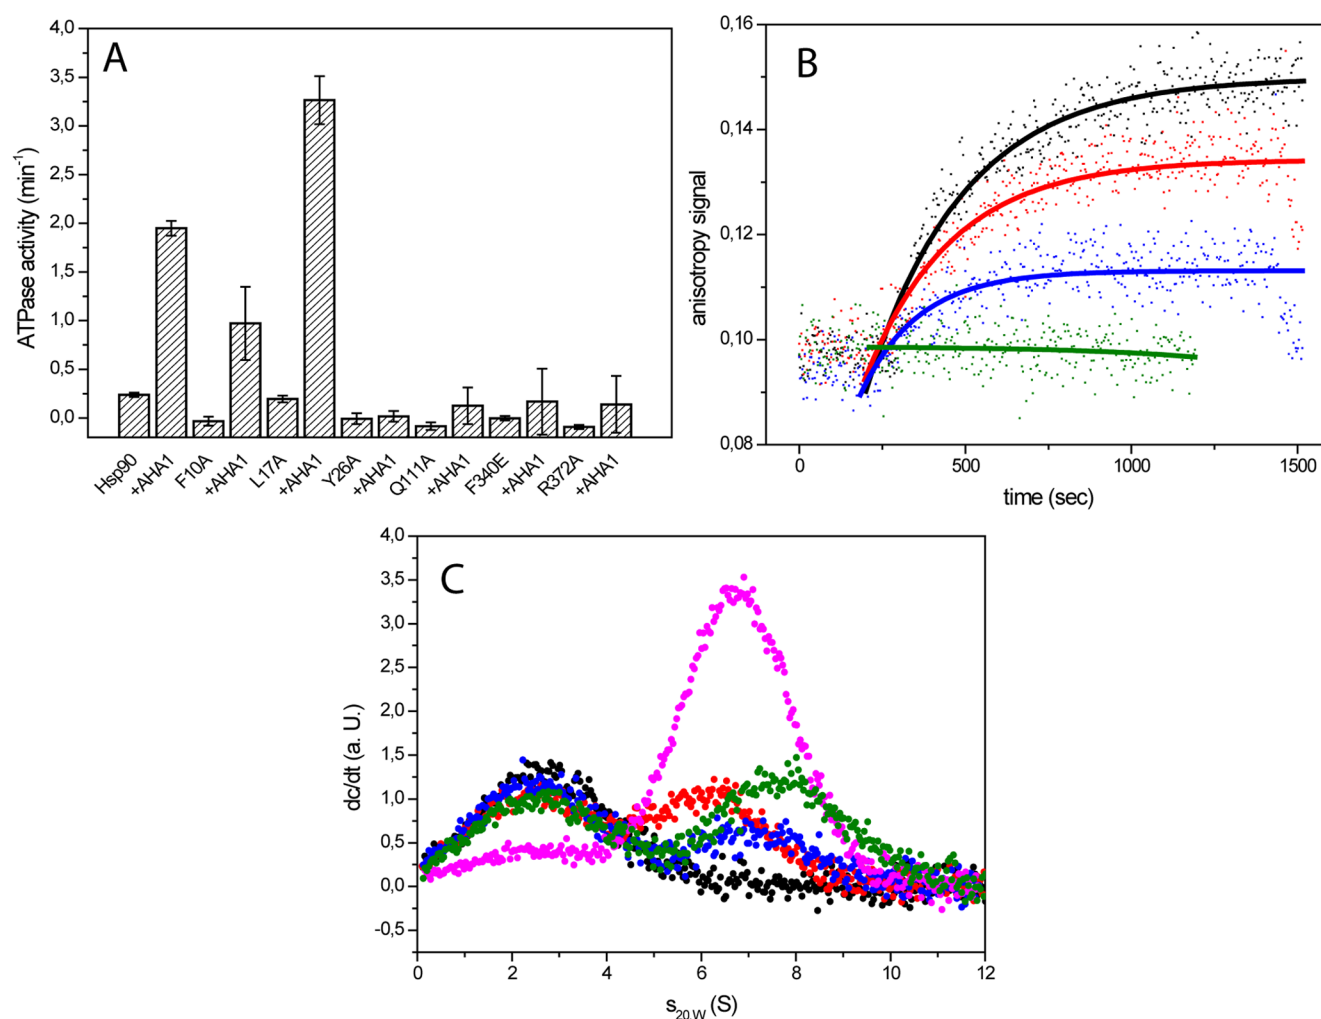 A
ATPase activity (min⁻¹)
4,0
3,5
3,0
2,5
2,0
1,5
1,0
0,5
0,0
Hsp90
+AHA1
F10A
+AHA1
L17A
+AHA1
Y26A
+AHA1
Q111A
+AHA1
F340E
+AHA1
R372A
+AHA1
B
anisotropy signal
0,16
0,14
0,12
0,10
0,08
0 500 1000 1500
time (sec)
C
dc/dt (a. U.)
4,0
3,5
3,0
2,5
2,0
1,5
1,0
0,5
0,0
-0,5
0 2 4 6 8 10 12
s20,W (S)